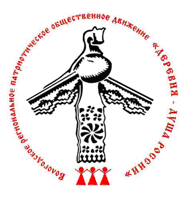 Вологодское региональное патриотическое общественное движение «ДЕРЕВНЯ - ДУША РОССИИ»